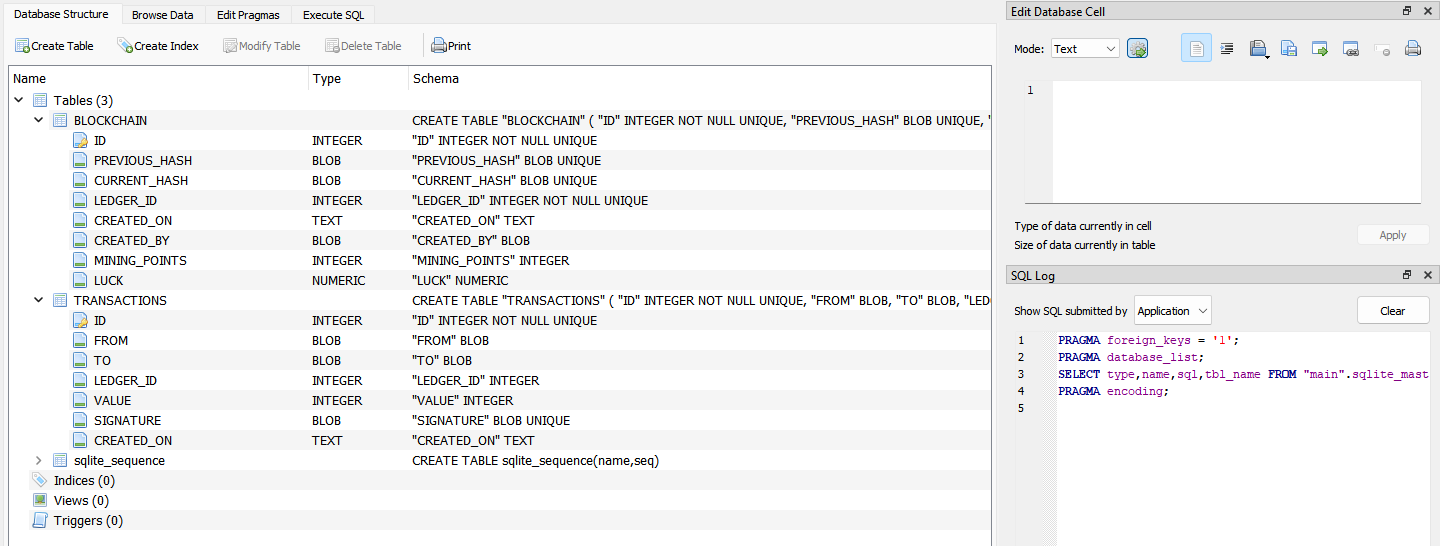 Database Structure Browse Data Edit Pragmas Execute SQL
Create Table Create Index Modify Table Delete Table Print
Name Type Schema
Tables (3)
BLOCKCHAIN CREATE TABLE "BLOCKCHAIN" ( "ID" INTEGER NOT NULL UNIQUE, "PREVIOUS_HASH" BLOB UNIQUE, "
ID INTEGER "ID" INTEGER NOT NULL UNIQUE
PREVIOUS_HASH BLOB "PREVIOUS_HASH" BLOB UNIQUE
CURRENT_HASH BLOB "CURRENT_HASH" BLOB UNIQUE
LEDGER_ID INTEGER "LEDGER_ID" INTEGER NOT NULL UNIQUE
CREATED_ON TEXT "CREATED_ON" TEXT
CREATED_BY BLOB "CREATED_BY" BLOB
MINING_POINTS INTEGER "MINING_POINTS" INTEGER
LUCK NUMERIC "LUCK" NUMERIC
TRANSACTIONS CREATE TABLE "TRANSACTIONS" ( "ID" INTEGER NOT NULL UNIQUE, "FROM" BLOB, "TO" BLOB, "LED
ID INTEGER "ID" INTEGER NOT NULL UNIQUE
FROM BLOB "FROM" BLOB
TO BLOB "TO" BLOB
LEDGER_ID INTEGER "LEDGER_ID" INTEGER
VALUE INTEGER "VALUE" INTEGER
SIGNATURE BLOB "SIGNATURE" BLOB UNIQUE
CREATED_ON TEXT "CREATED_ON" TEXT
sqlite_sequence CREATE TABLE sqlite_sequence(name,seq)
Indices (0)
Views (0)
Triggers (0)
Edit Database Cell
Mode: Text
1
Type of data currently in cell
Size of data currently in table
Apply
SQL Log
Show SQL submitted by Application Clear
1 PRAGMA foreign_keys = '1';
2 PRAGMA database_list;
3 SELECT type,name,sql,tbl_name FROM "main".sqlite_mast
4 PRAGMA encoding;
5